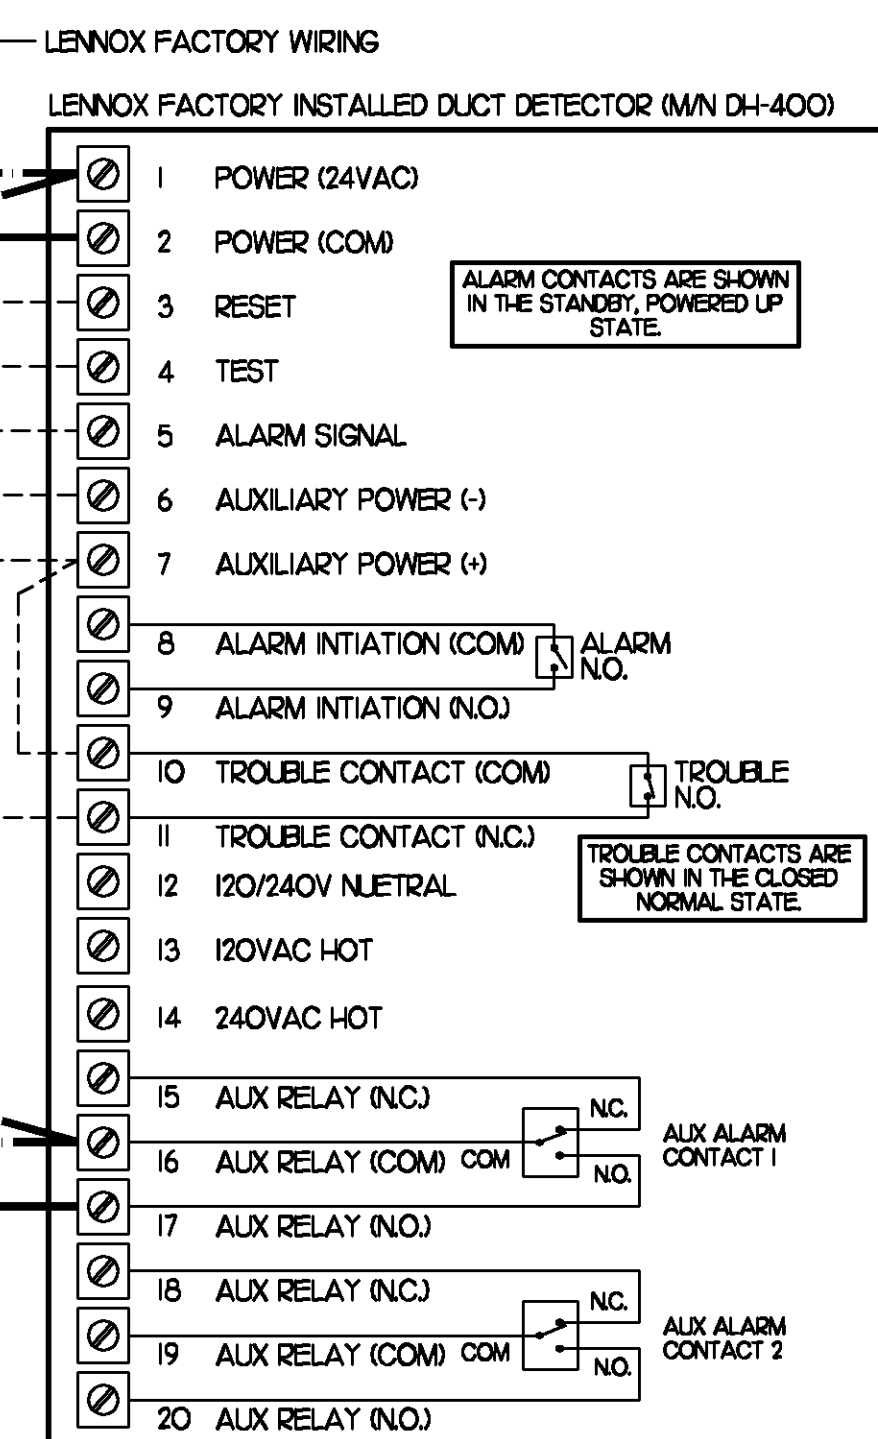 LENNOX FACTORY WIRING
LENNOX FACTORY INSTALLED DUCT DETECTOR (M/N DH-400)
1 POWER (24VAC)
2 POWER (COM)
ALARM CONTACTS ARE SHOWN
IN THE STANDBY, POWERED UP
STATE.
3 RESET
4 TEST
5 ALARM SIGNAL
6 AUXILIARY POWER (-)
7 AUXILIARY POWER (+)
8 ALARM INTIATION (COM)
ALARM
N.O.
9 ALARM INTIATION (N.O.)
10 TROUBLE CONTACT (COM)
TROUBLE
N.O.
11 TROUBLE CONTACT (N.C.)
TROUBLE CONTACTS ARE
SHOWN IN THE CLOSED
NORMAL STATE.
12 120/240V NUETRAL
13 120VAC HOT
14 240VAC HOT
15 AUX RELAY (N.C.)
N.C.
16 AUX RELAY (COM) COM
N.O.
AUX ALARM
CONTACT 1
17 AUX RELAY (N.O.)
18 AUX RELAY (N.C.)
N.C.
19 AUX RELAY (COM) COM
N.O.
AUX ALARM
CONTACT 2
20 AUX RELAY (N.O.)